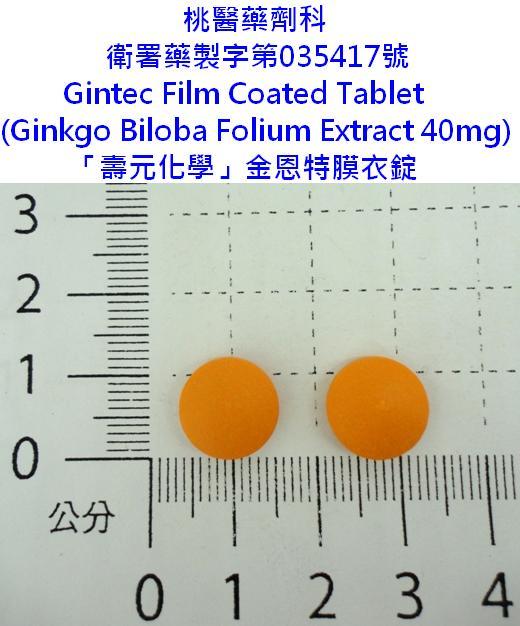 桃醫藥劑科
衛署藥製字第035417號
Gintec Film Coated Tablet
(Ginkgo Biloba Folium Extract 40mg)
「壽元化學」金恩特膜衣錠
3
2
1
0
公分
0 1 2 3 4